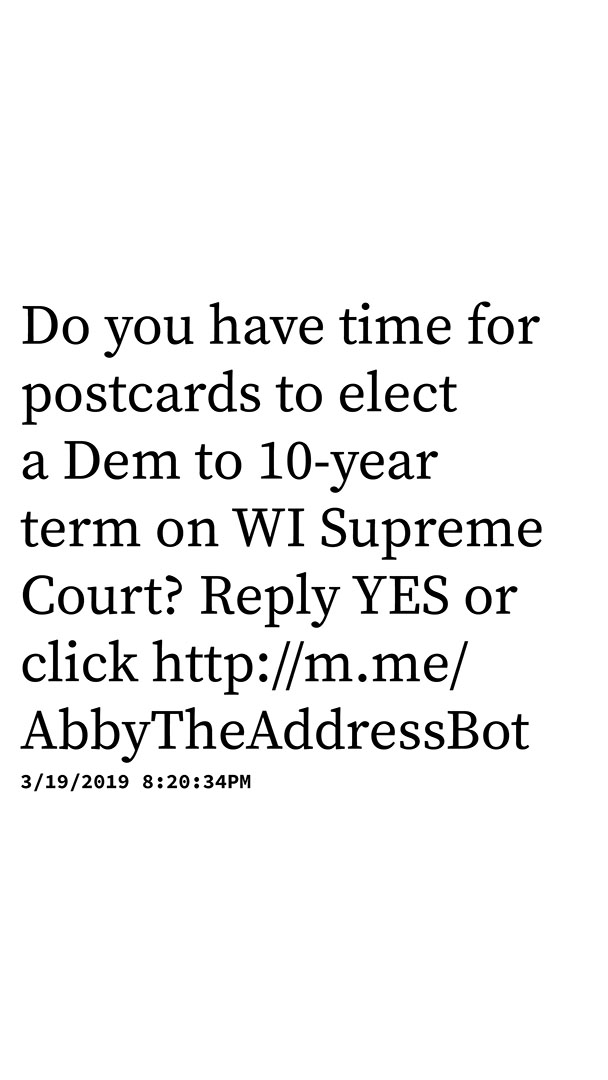 Do you have time for
postcards to elect
a Dem to 10-year
term on WI Supreme
Court? Reply YES or
click http://m.me/
AbbyTheAddressBot
3/19/2019 8:20:34PM